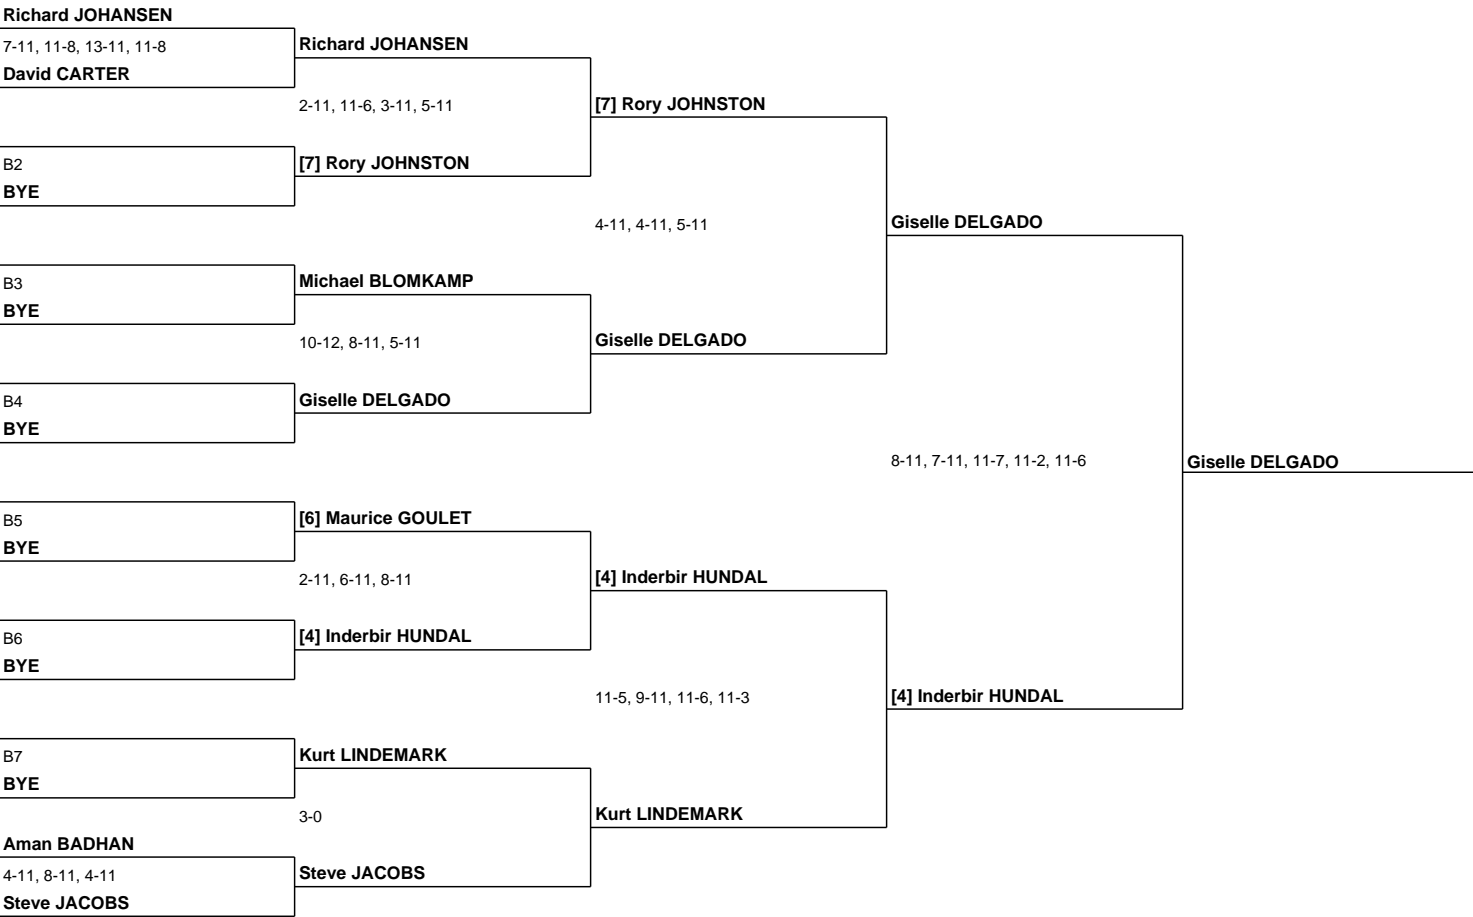 Richard JOHANSEN
7-11, 11-8, 13-11, 11-8
David CARTER
B2
BYE
B3
BYE
B4
BYE
B5
BYE
B6
BYE
B7
BYE
Aman BADHAN
4-11, 8-11, 4-11
Steve JACOBS
Richard JOHANSEN
2-11, 11-6, 3-11, 5-11
[7] Rory JOHNSTON
Michael BLOMKAMP
10-12, 8-11, 5-11
Giselle DELGADO
[6] Maurice GOULET
2-11, 6-11, 8-11
[4] Inderbir HUNDAL
Kurt LINDEMARK
3-0
Steve JACOBS
[7] Rory JOHNSTON
4-11, 4-11, 5-11
Giselle DELGADO
[4] Inderbir HUNDAL
11-5, 9-11, 11-6, 11-3
Kurt LINDEMARK
Giselle DELGADO
8-11, 7-11, 11-7, 11-2, 11-6
[4] Inderbir HUNDAL
Giselle DELGADO